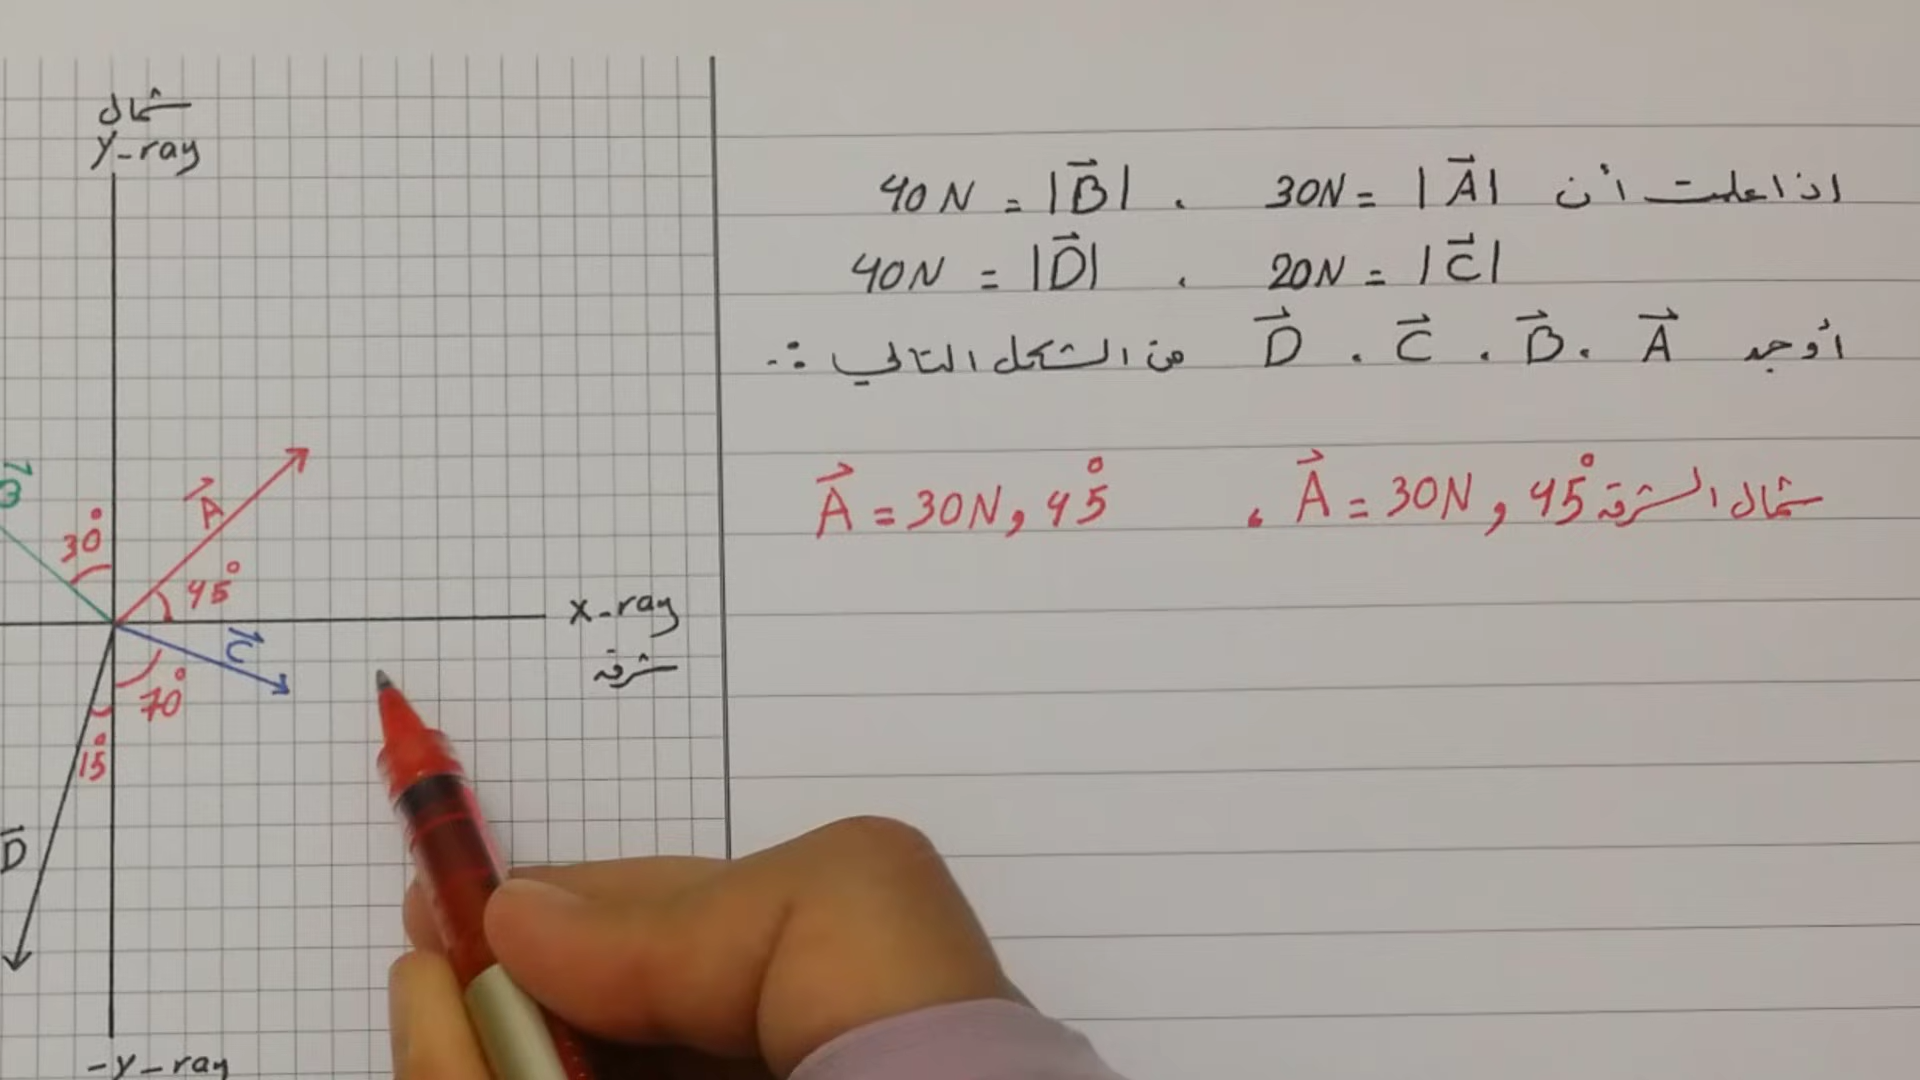 شمال
y-ray
اذا علمت أن |A⃗| = 30N ، |B⃗| = 40N
|C⃗| = 20N ، |D⃗| = 40N
أوجد A⃗ ، B⃗ ، C⃗ ، D⃗ من الشكل التالي :-
A⃗ = 30N, 45° شمال الشرق ، A⃗ = 30N, 45°
B⃗
A⃗
30°
45°
x-ray
شرق
C⃗
70°
15°
D⃗
-y-ray